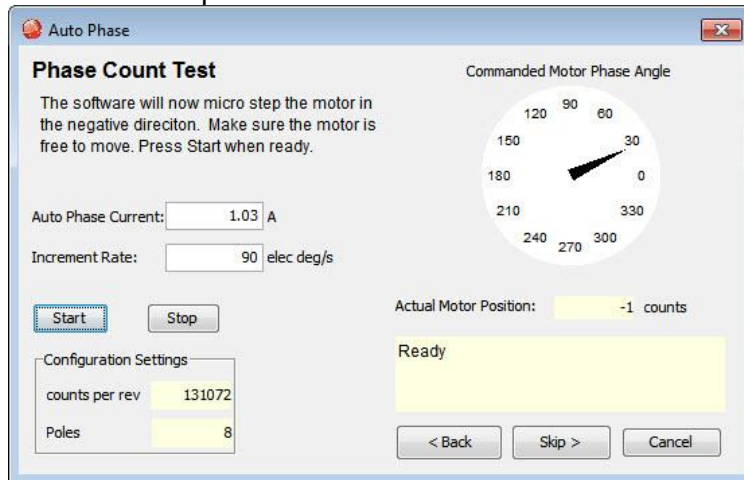 Auto Phase
Phase Count Test
The software will now micro step the motor in
the negative direciton.  Make sure the motor is
free to move. Press Start when ready.
Auto Phase Current: 1.03 A
Increment Rate: 90 elec deg/s
Start Stop
Configuration Settings
counts per rev 131072
Poles 8
Commanded Motor Phase Angle
90
120 60
150 30
180 0
210 330
240 300
270
Actual Motor Position: -1 counts
Ready
< Back Skip > Cancel